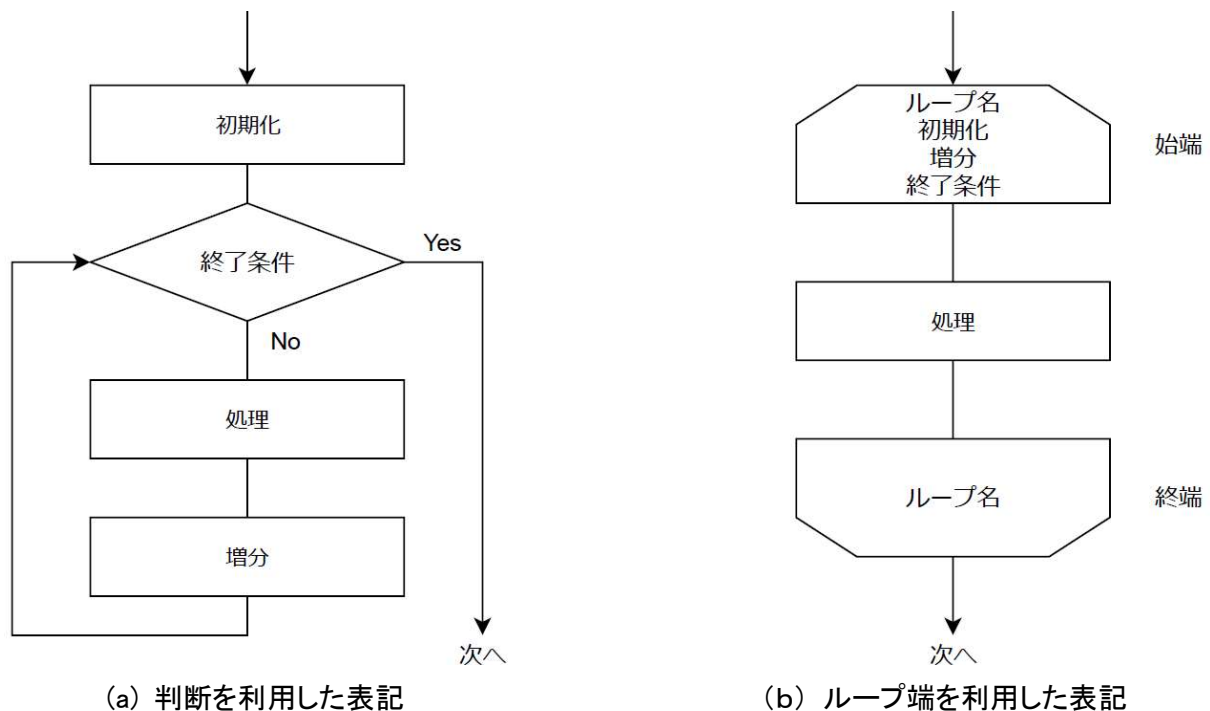 初期化
終了条件
Yes
No
処理
増分
次へ
(a) 判断を利用した表記
ループ名
初期化
増分
終了条件
始端
処理
ループ名
終端
次へ
(b) ループ端を利用した表記